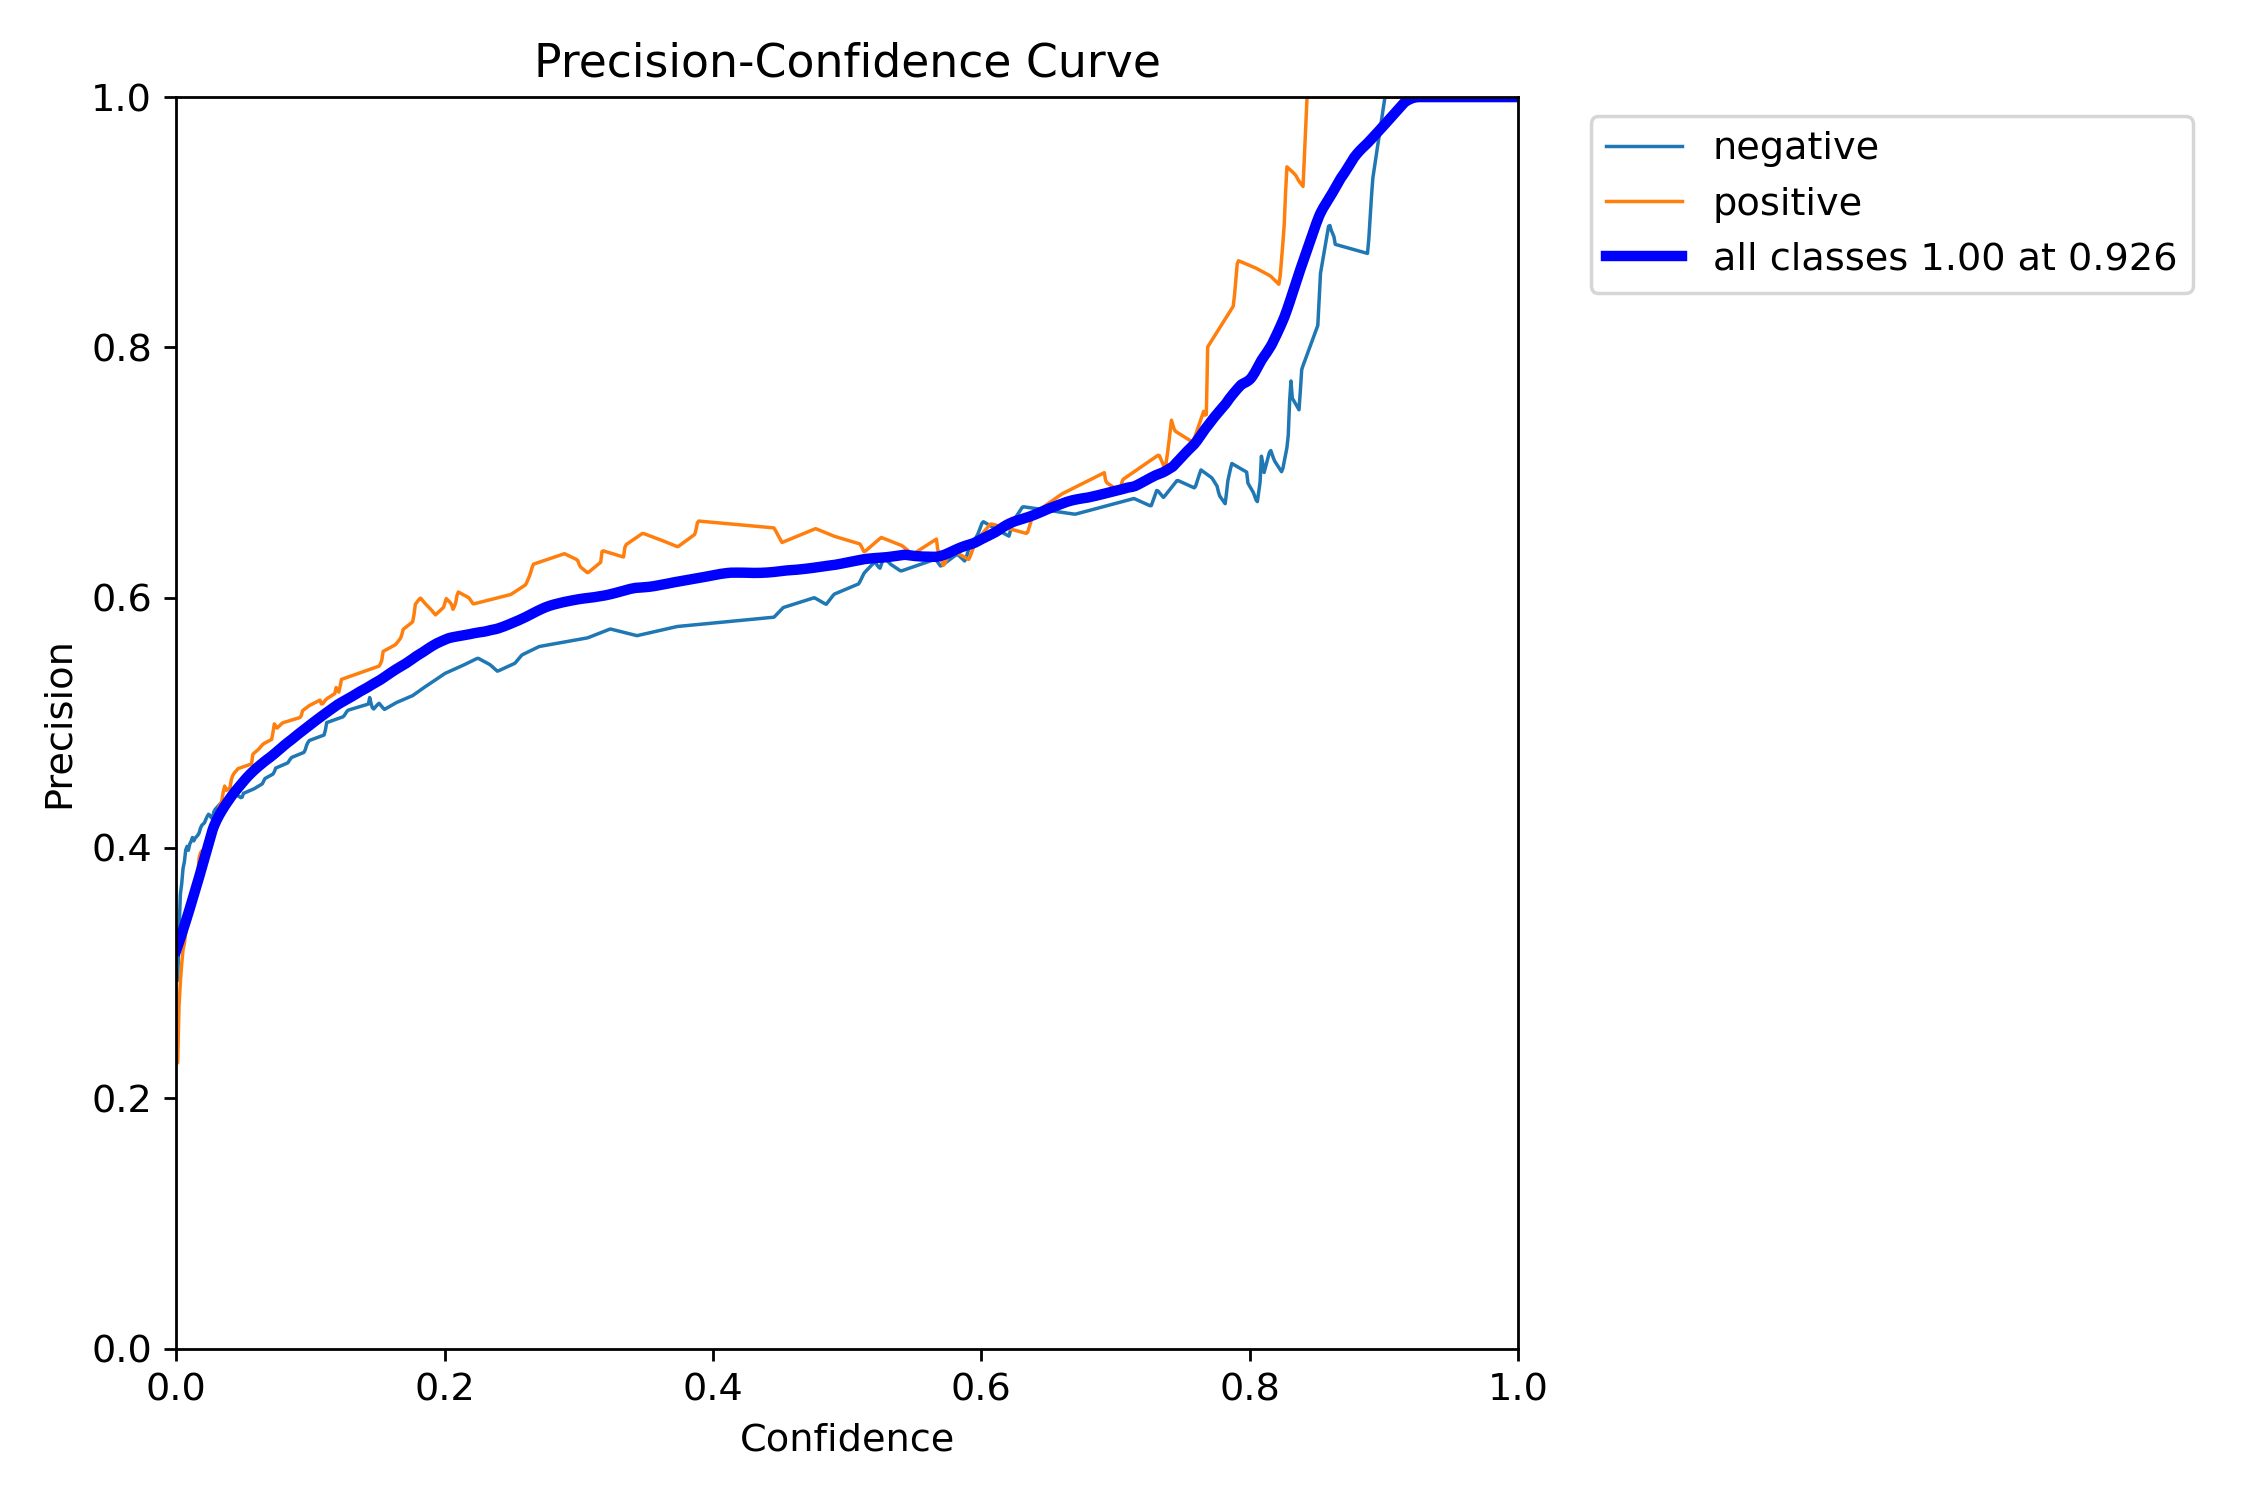 Precision-Confidence Curve
1.0
0.8
0.6
0.4
0.2
0.0
Precision
0.0 0.2 0.4 0.6 0.8 1.0
Confidence
negative
positive
all classes 1.00 at 0.926